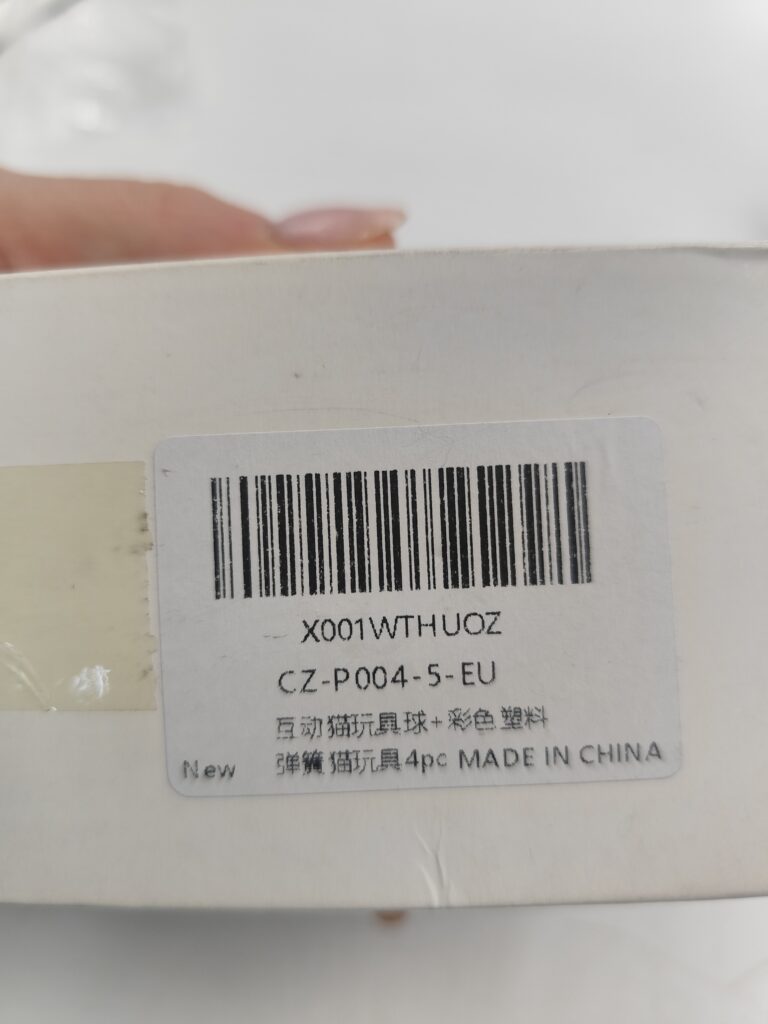 X001WTHUOZ
CZ-P004-5-EU
互动猫玩具球+彩色塑料
弹簧猫玩具4pc MADE IN CHINA
New